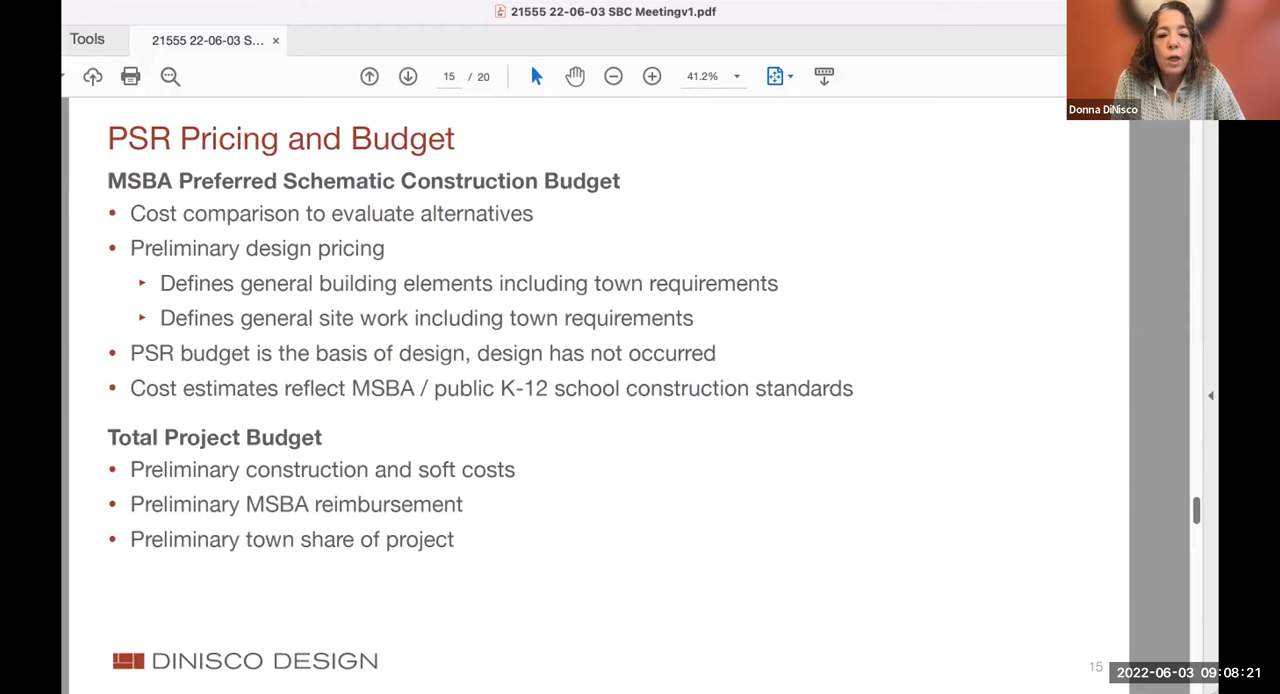 21555 22-06-03 SBC Meetingv1.pdf
Tools
21555 22-06-03 S... ×
15 / 20
41.2%
Donna DiNisco
PSR Pricing and Budget
MSBA Preferred Schematic Construction Budget
• Cost comparison to evaluate alternatives
• Preliminary design pricing
‣ Defines general building elements including town requirements
‣ Defines general site work including town requirements
• PSR budget is the basis of design, design has not occurred
• Cost estimates reflect MSBA / public K-12 school construction standards
Total Project Budget
• Preliminary construction and soft costs
• Preliminary MSBA reimbursement
• Preliminary town share of project
DINISCO DESIGN
15
2022-06-03 09:08:21